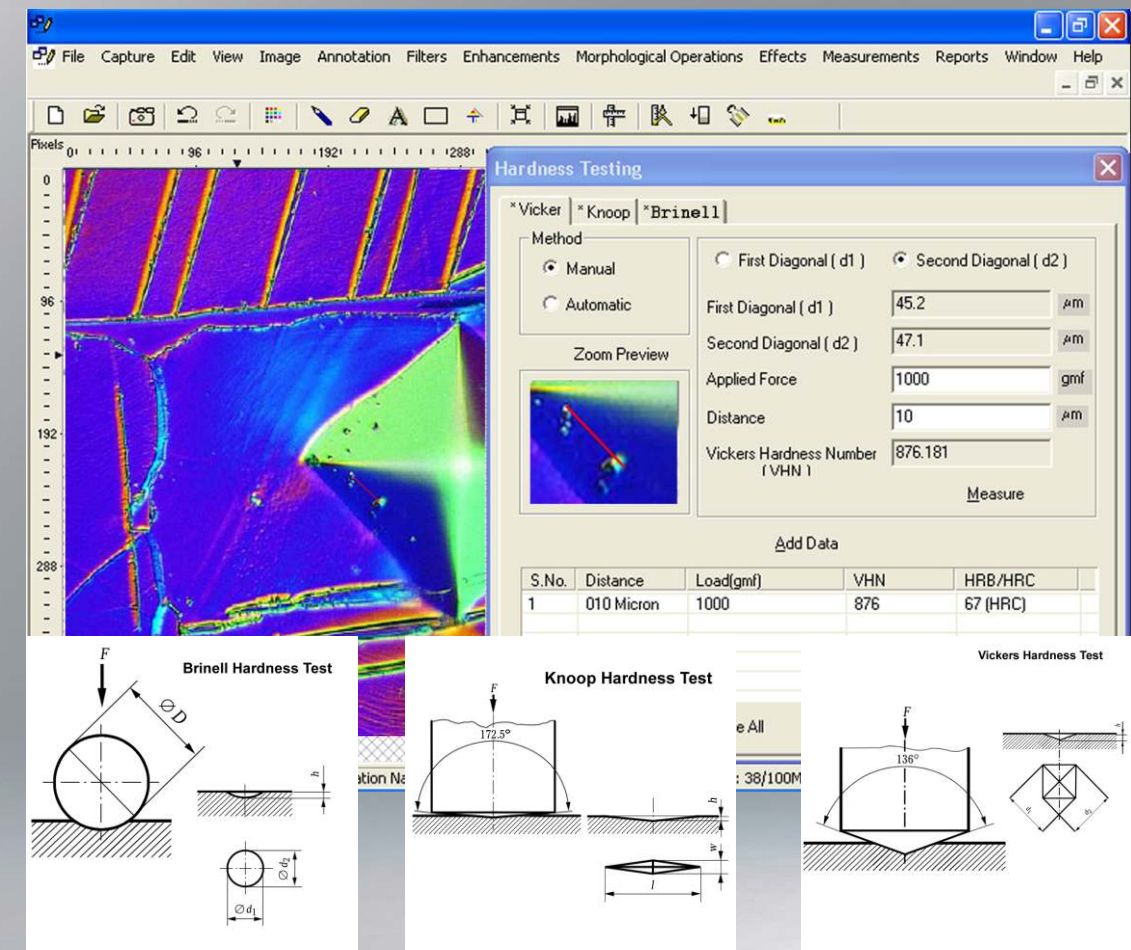 File Capture Edit View Image Annotation Filters Enhancements Morphological Operations Effects Measurements Reports Window Help
Pixels 0 96 192 288
0
96
192
288
Hardness Testing
*Vicker *Knoop *Brinell
Method
Manual
Automatic
Zoom Preview
First Diagonal ( d1 ) Second Diagonal ( d2 )
First Diagonal ( d1 ) 45.2 µm
Second Diagonal ( d2 ) 47.1 µm
Applied Force 1000 gmf
Distance 10 µm
Vickers Hardness Number 876.181
( VHN )
Measure
Add Data
S.No. Distance Load(gmf) VHN HRB/HRC
1 010 Micron 1000 876 67 (HRC)
e All
ation Na
: 38/100M
Brinell Hardness Test
F
Ø D
h
Ø d2
Ø d1
Knoop Hardness Test
F
172.5°
h
w
l
Vickers Hardness Test
F
136°
h
d1
d2